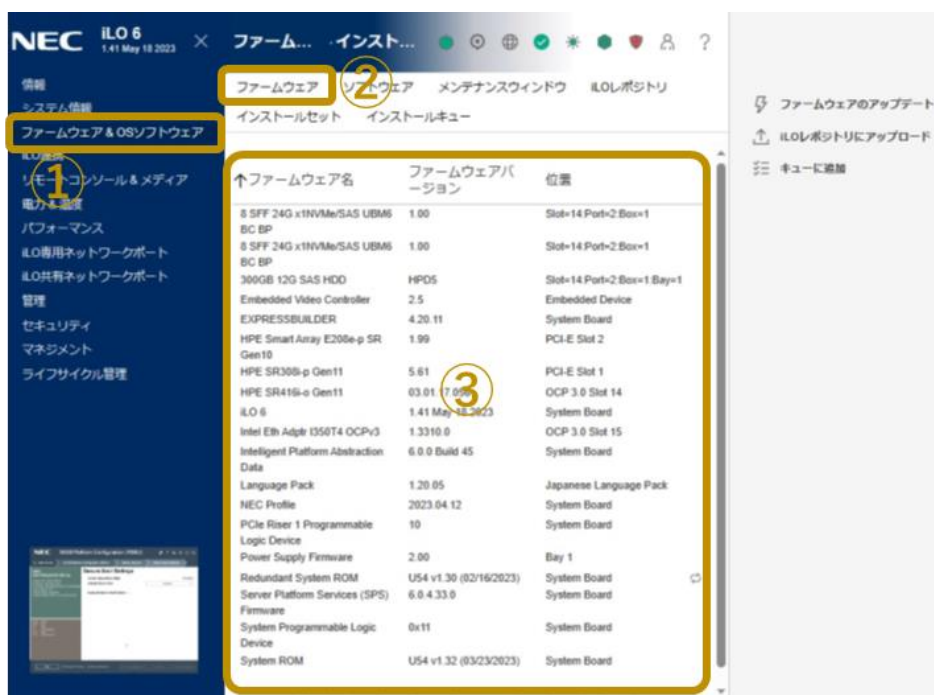 NEC iLO 6
1.41 May 18 2023
ファーム... ·インスト...
?
情報
システム情報
ファームウェア & OSソフトウェア
iLO連携
リモートコンソール & メディア
電力 & 温度
パフォーマンス
iLO専用ネットワークポート
iLO共有ネットワークポート
管理
セキュリティ
マネジメント
ライフサイクル管理
①
ファームウェア
②
ソフトウェア
メンテナンスウィンドウ
iLOレポジトリ
インストールセット
インストールキュー
↑ファームウェア名 ファームウェアバージョン 位置
8 SFF 24G x1NVMe/SAS UBM6 1.00 Slot=14:Port=2:Box=1
BC BP
8 SFF 24G x1NVMe/SAS UBM6 1.00 Slot=14:Port=2:Box=1
BC BP
300GB 12G SAS HDD HPD5 Slot=14:Port=2:Box=1:Bay=1
Embedded Video Controller 2.5 Embedded Device
EXPRESSBUILDER 4.20.11 System Board
HPE Smart Array E208e-p SR 1.99 PCI-E Slot 2
Gen10
HPE SR308i-p Gen11 5.61 PCI-E Slot 1
HPE SR416i-o Gen11 OCP 3.0 Slot 14
③
iLO 6 1.41 May 18 2023 System Board
Intel Eth Adptr I350T4 OCPv3 1.3310.0 OCP 3.0 Slot 15
Intelligent Platform Abstraction 6.0.0 Build 45 System Board
Data
Language Pack 1.20.05 Japanese Language Pack
NEC Profile 2023.04.12 System Board
PCIe Riser 1 Programmable 10 System Board
Logic Device
Power Supply Firmware 2.00 Bay 1
Redundant System ROM U54 v1.30 (02/16/2023) System Board
Server Platform Services (SPS) 6.0.4.33.0 System Board
Firmware
System Programmable Logic 0x11 System Board
Device
System ROM U54 v1.32 (03/23/2023) System Board
ファームウェアのアップデート
iLOレポジトリにアップロード
キューに追加